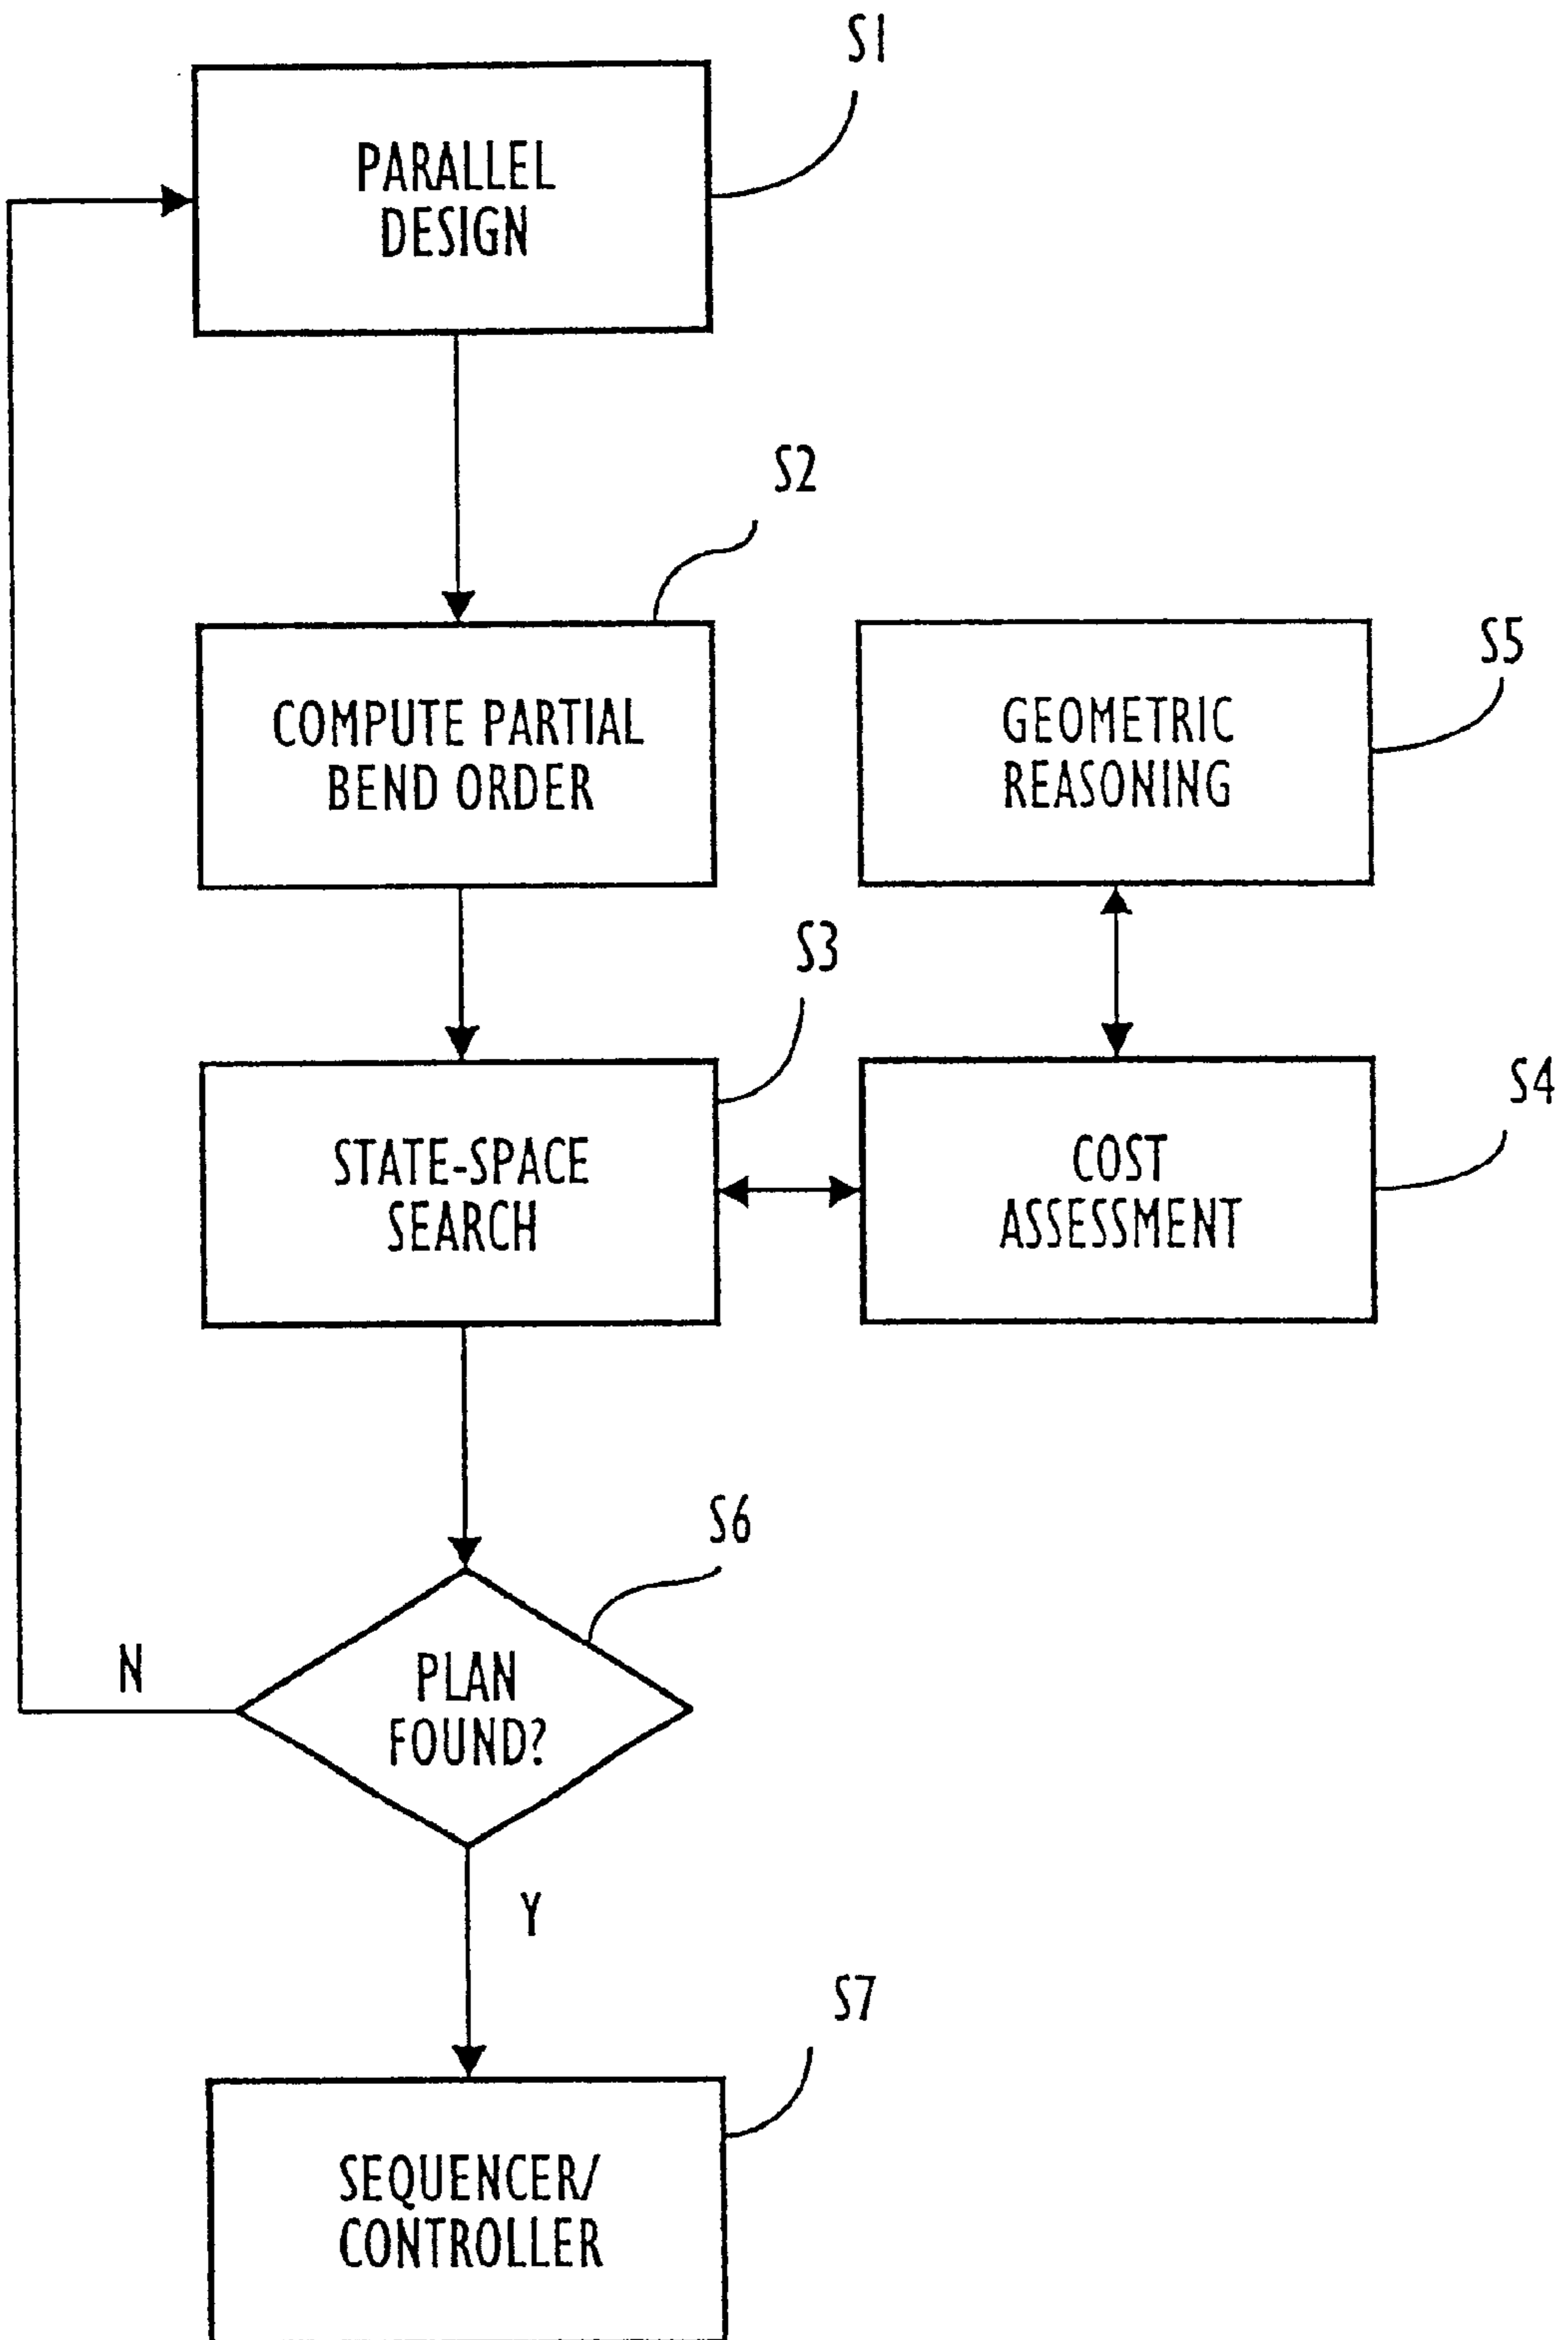 S1
PARALLEL
DESIGN
S2
COMPUTE PARTIAL
BEND ORDER
S5
GEOMETRIC
REASONING
S3
STATE-SPACE
SEARCH
S4
COST
ASSESSMENT
S6
PLAN
FOUND?
N
Y
S7
SEQUENCER/
CONTROLLER